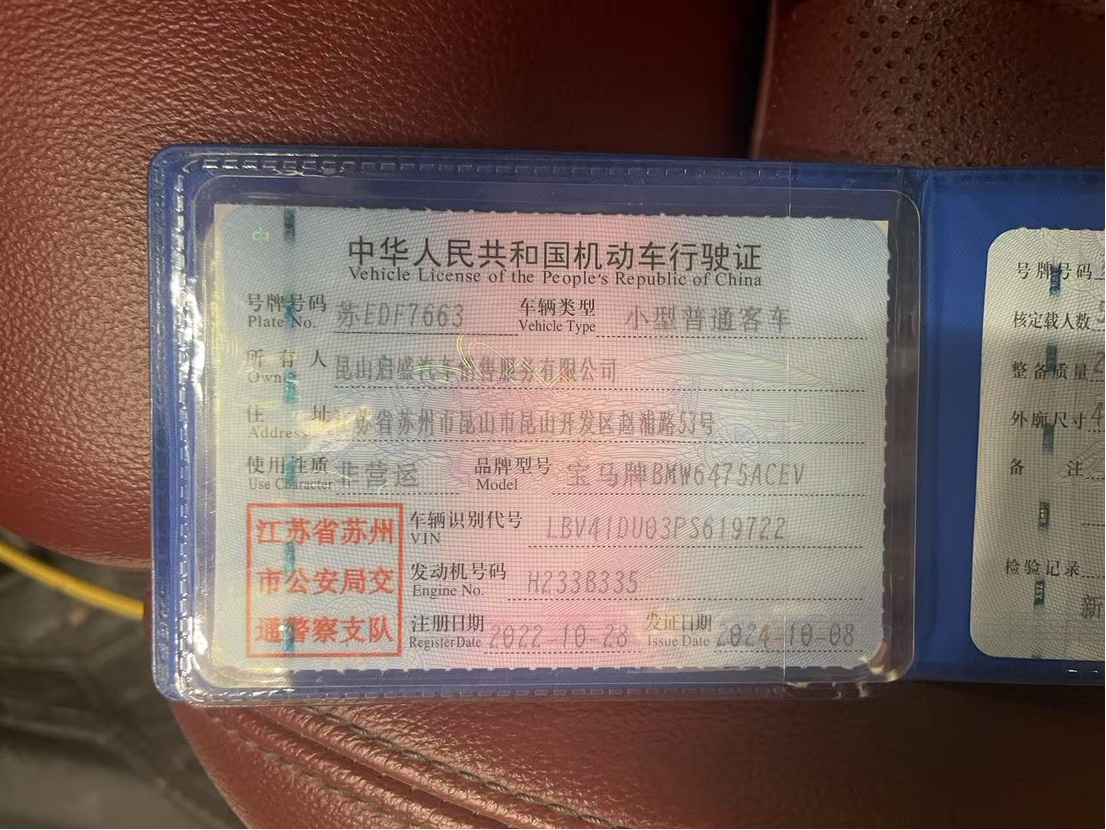 中华人民共和国机动车行驶证
Vehicle License of the People's Republic of China
号牌号码 苏EDF7663 车辆类型 小型普通客车
Plate No. Vehicle Type
所有人 昆山启盛汽车销售服务有限公司
Owner
住址 江苏省苏州市昆山市昆山开发区赵浦路53号
Address
使用性质 非营运 品牌型号 宝马牌BMW6475ACEV
Use Character Model
江苏省苏州
市公安局交
通警察支队
车辆识别代号 LBV41DU03PS619722
VIN
发动机号码 H233B335
Engine No.
注册日期 2022-10-28 发证日期 2024-10-08
Register Date Issue Date
号牌号码
核定载人数 5
整备质量 2
外廓尺寸 4
备注
检验记录
新